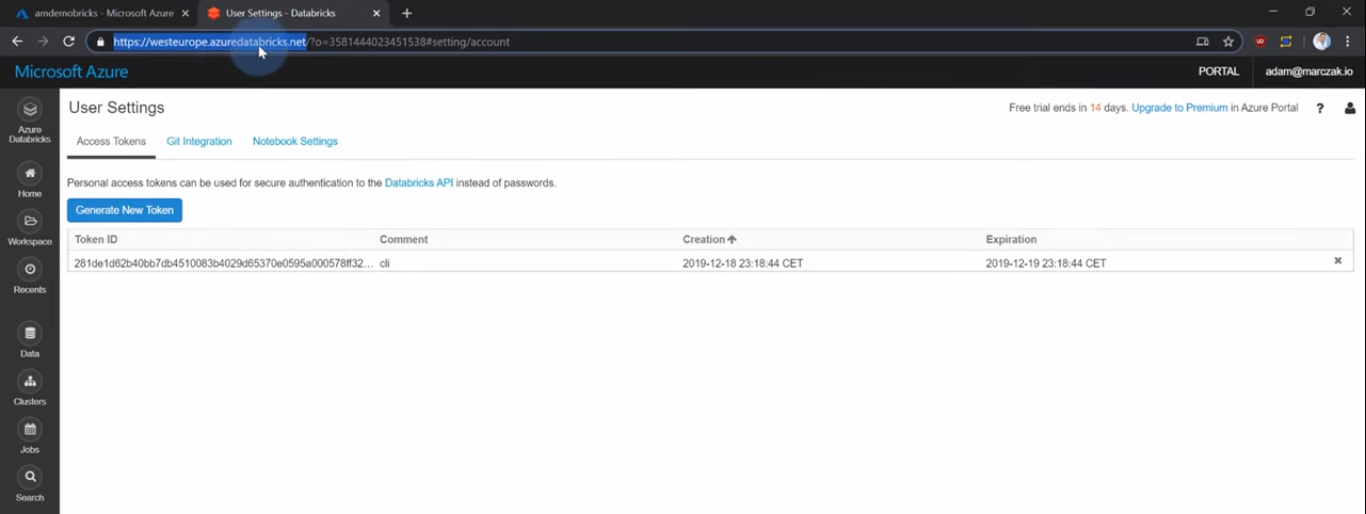 amdemobricks - Microsoft Azure
User Settings - Databricks
https://westeurope.azuredatabricks.net/?o=3581444023451538#setting/account
Microsoft Azure
PORTAL
adam@marczak.io
Azure Databricks
Home
Workspace
Recents
Data
Clusters
Jobs
Search
User Settings
Free trial ends in 14 days. Upgrade to Premium in Azure Portal ?
Access Tokens Git Integration Notebook Settings
Personal access tokens can be used for secure authentication to the Databricks API instead of passwords.
Generate New Token
Token ID Comment Creation Expiration
281de1d62b40bb7db4510083b4029d65370e0595a000578ff32... cli 2019-12-18 23:18:44 CET 2019-12-19 23:18:44 CET